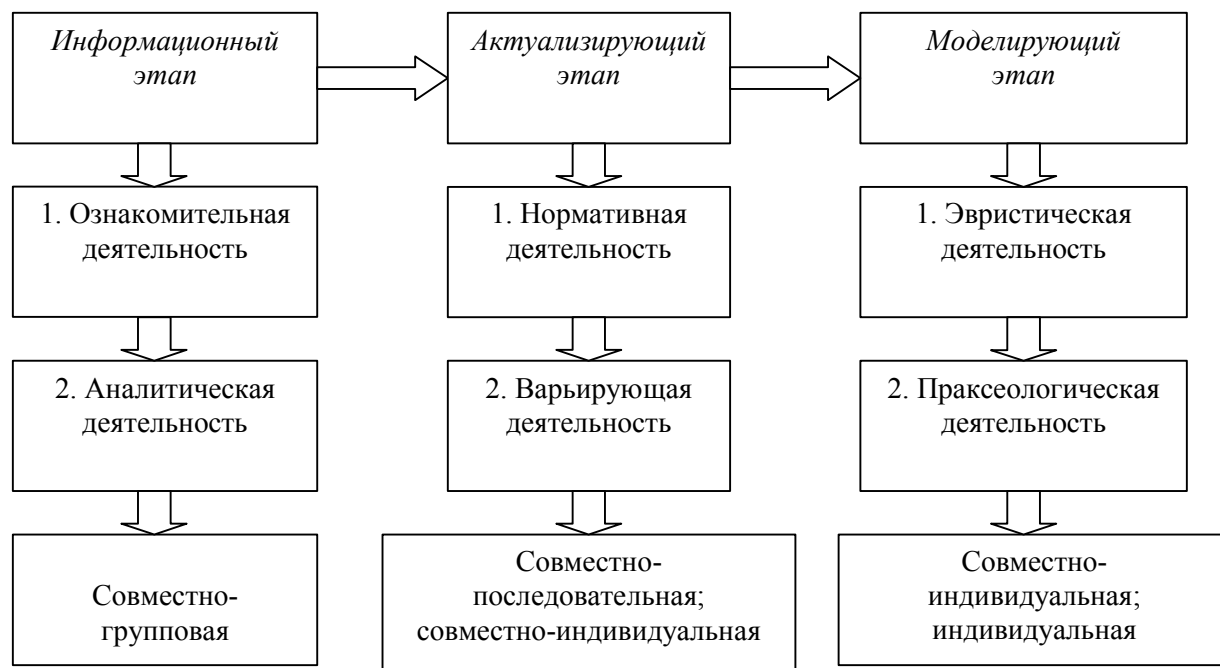 Информационный
этап
Актуализирующий
этап
Моделирующий
этап
1. Ознакомительная
деятельность
1. Нормативная
деятельность
1. Эвристическая
деятельность
2. Аналитическая
деятельность
2. Варьирующая
деятельность
2. Праксеологическая
деятельность
Совместно-
групповая
Совместно-
последовательная;
совместно-индивидуальная
Совместно-
индивидуальная;
индивидуальная